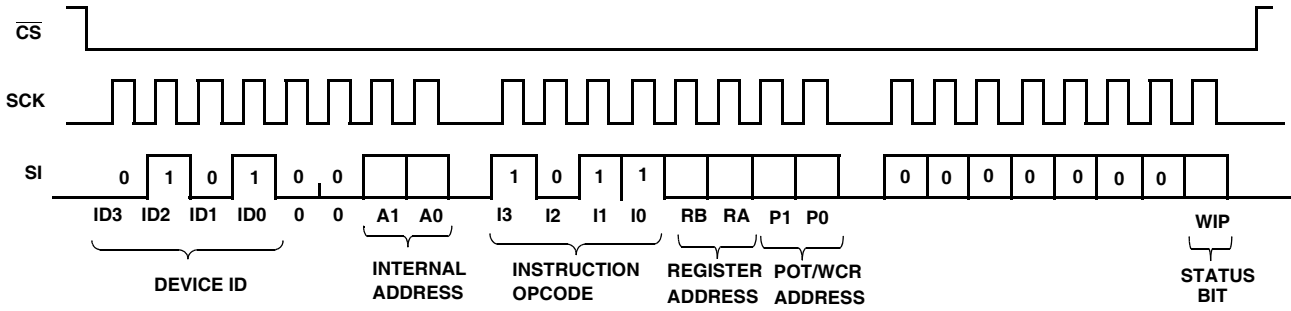 CS
SCK
SI
0 1 0 1 0 0
1 0 1 1
0 0 0 0 0 0 0
ID3 ID2 ID1 ID0 0 0 A1 A0
I3 I2 I1 I0 RB RA P1 P0
WIP
DEVICE ID
INTERNAL
ADDRESS
INSTRUCTION
OPCODE
REGISTER
ADDRESS
POT/WCR
ADDRESS
STATUS
BIT